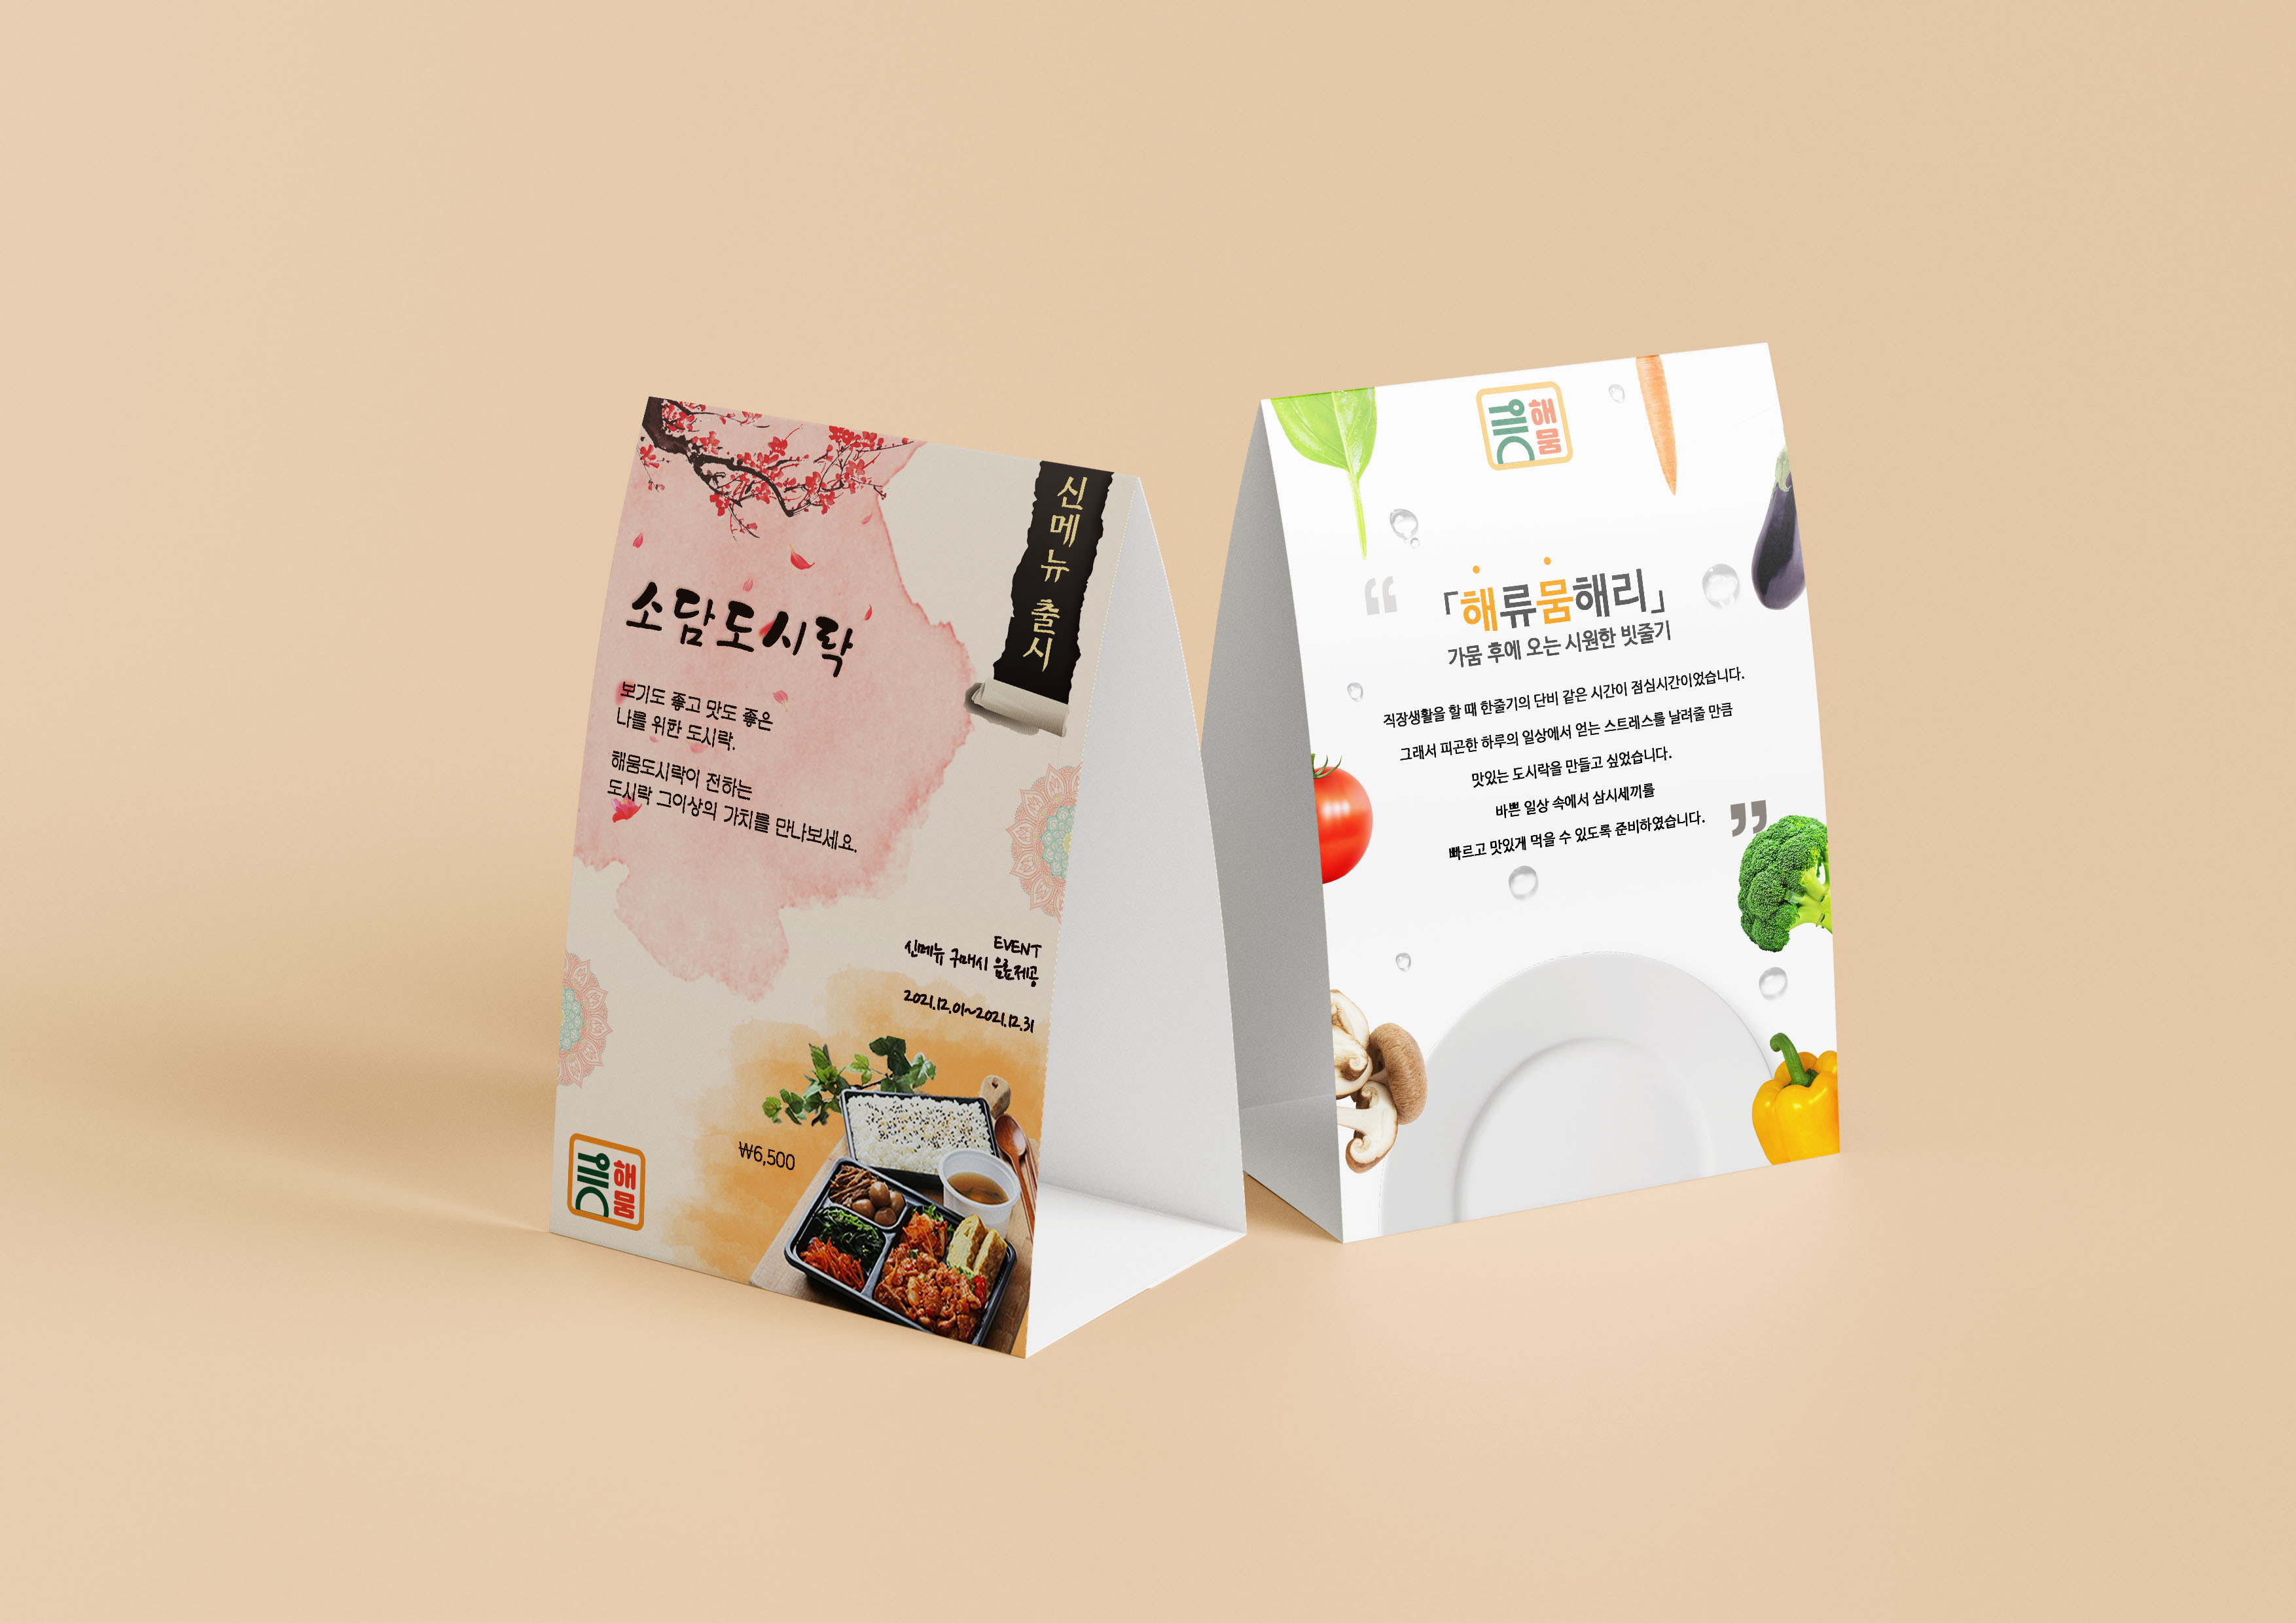 신메뉴 출시
소담도시락
보기도 좋고 맛도 좋은
나를 위한 도시락.
해뭄도시락이 전하는
도시락 그이상의 가치를 만나보세요.
EVENT
신메뉴 구매시 음료제공
2021.12.01~2021.12.31
₩6,500
해뭄
해뭄
“
「해류뭄해리」
가뭄 후에 오는 시원한 빗줄기
직장생활을 할 때 한줄기의 단비 같은 시간이 점심시간이었습니다.
그래서 피곤한 하루의 일상에서 얻는 스트레스를 날려줄 만큼
맛있는 도시락을 만들고 싶었습니다.
바쁜 일상 속에서 삼시세끼를
빠르고 맛있게 먹을 수 있도록 준비하였습니다.
”